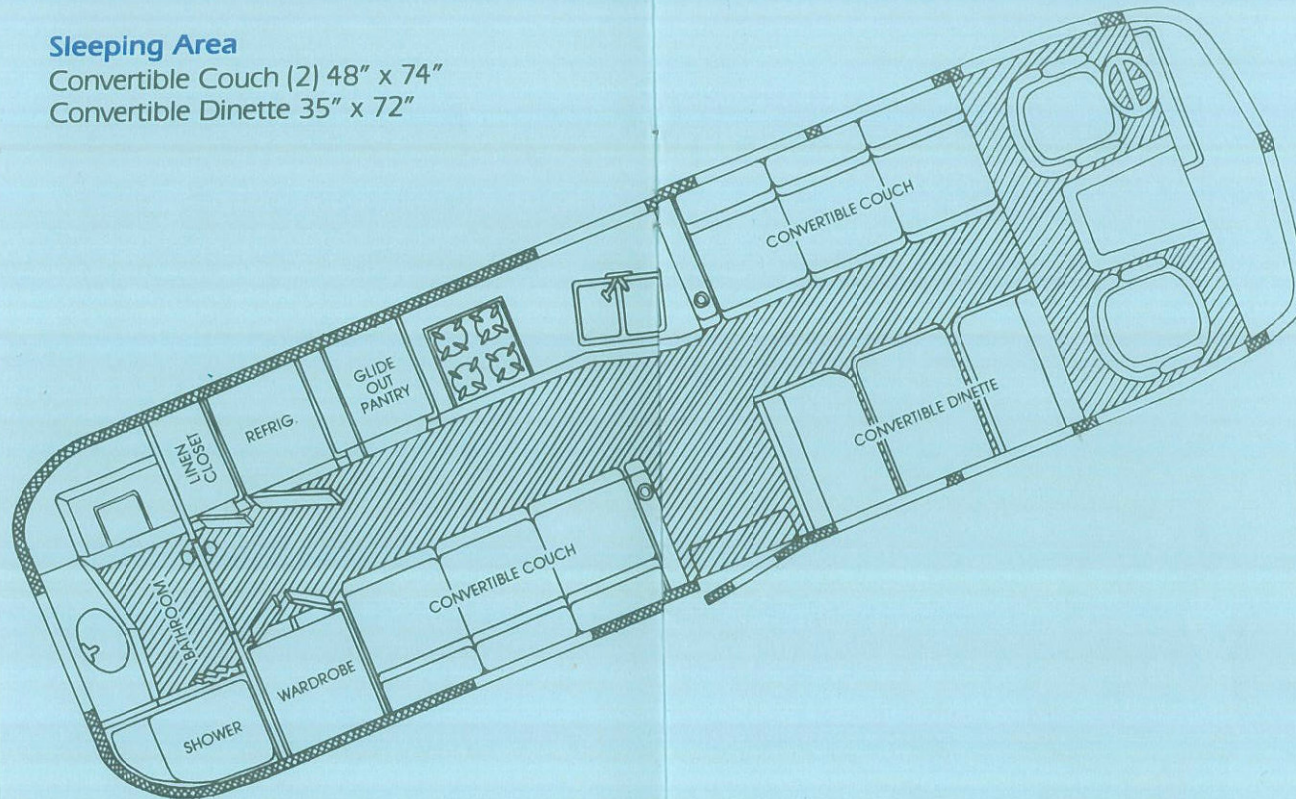 Sleeping Area
Convertible Couch (2) 48” x 74”
Convertible Dinette 35” x 72”
CONVERTIBLE COUCH
GLIDE
OUT
PANTRY
REFRIG.
LINEN
CLOSET
CONVERTIBLE DINETTE
CONVERTIBLE COUCH
BATHROOM
WARDROBE
SHOWER